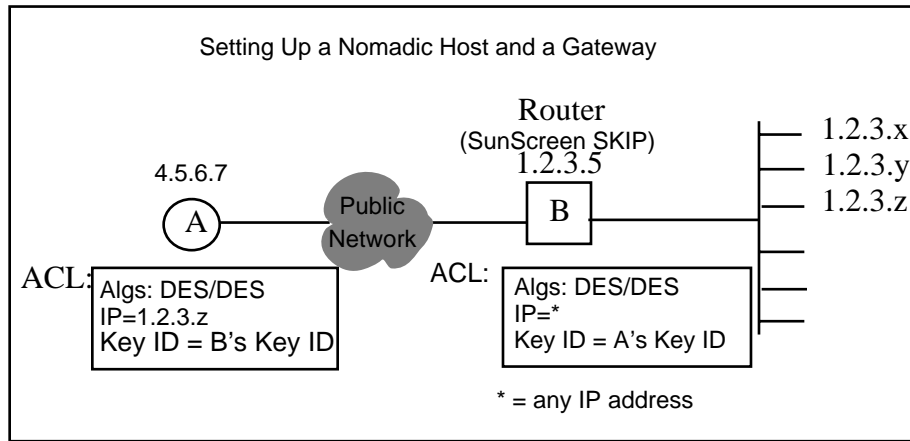 Setting Up a Nomadic Host and a Gateway
Router
(SunScreen SKIP)
1.2.3.5
4.5.6.7
A
Public
Network
B
1.2.3.x
1.2.3.y
1.2.3.z
ACL:
Algs: DES/DES
IP=1.2.3.z
Key ID = B's Key ID
ACL:
Algs: DES/DES
IP=*
Key ID = A's Key ID
* = any IP address